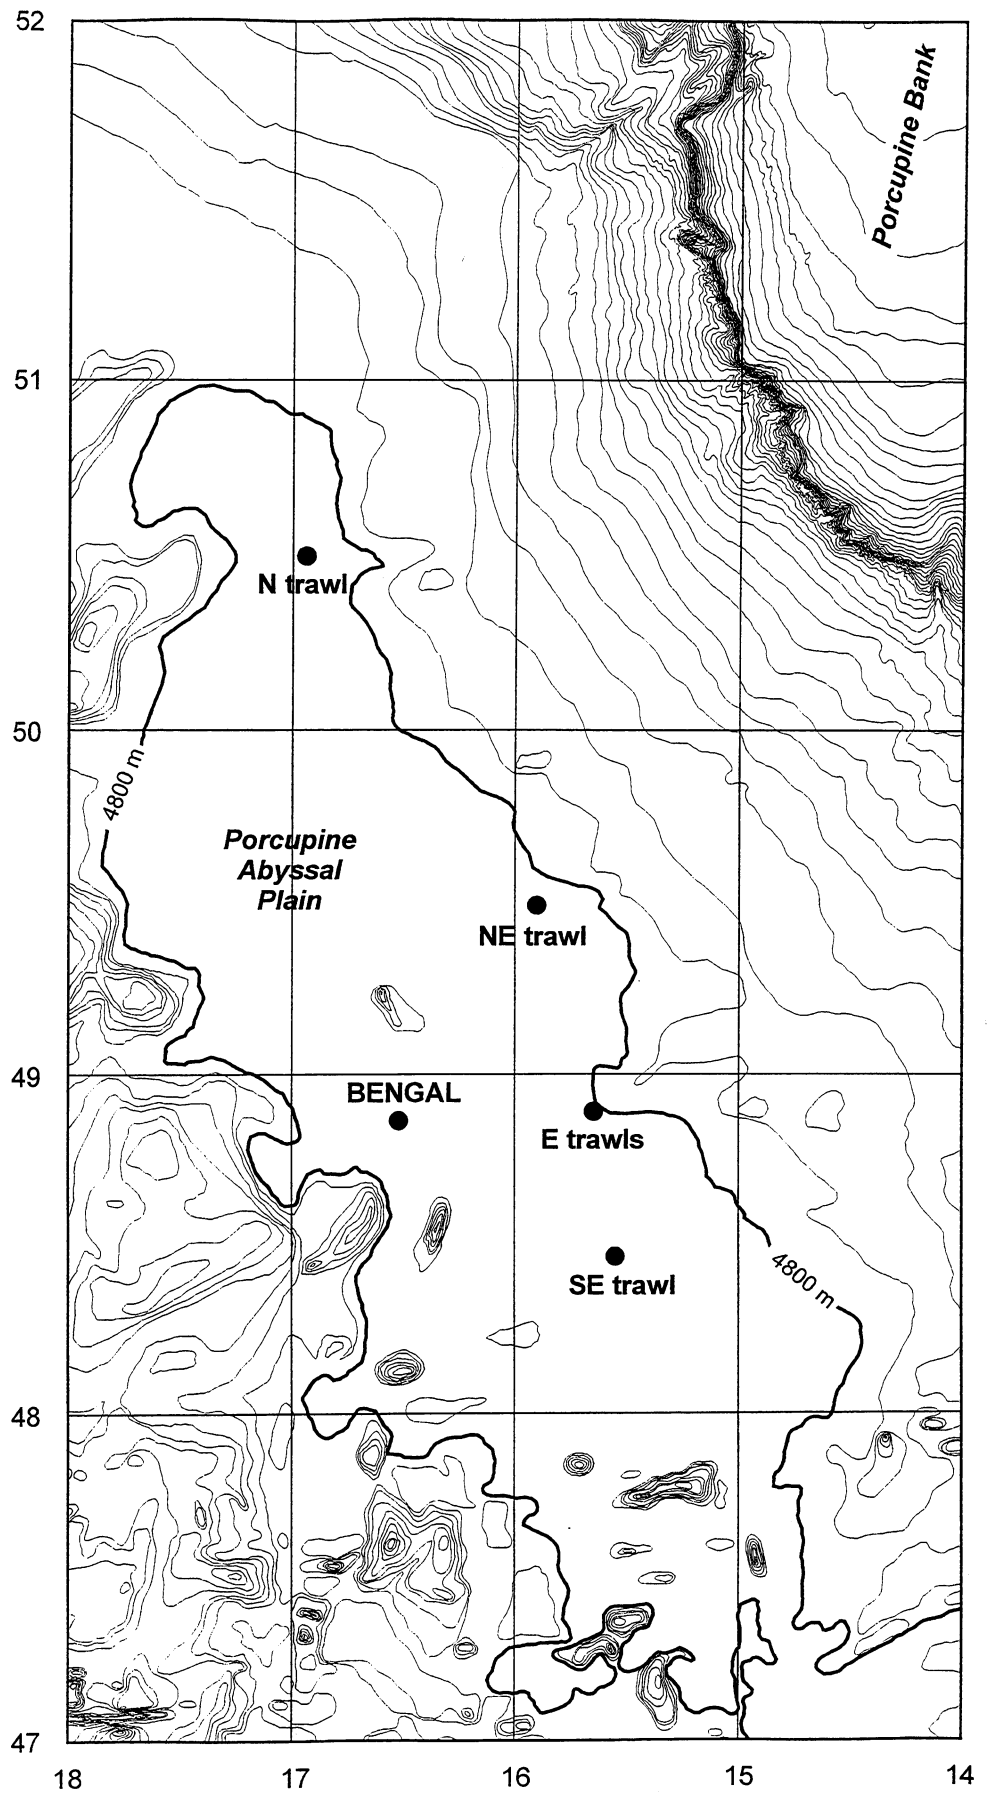 52
Porcupine Bank
51
N trawl
50
4800 m
Porcupine
Abyssal
Plain
NE trawl
49
BENGAL
E trawls
SE trawl
4800 m
48
47
18 17 16 15 14